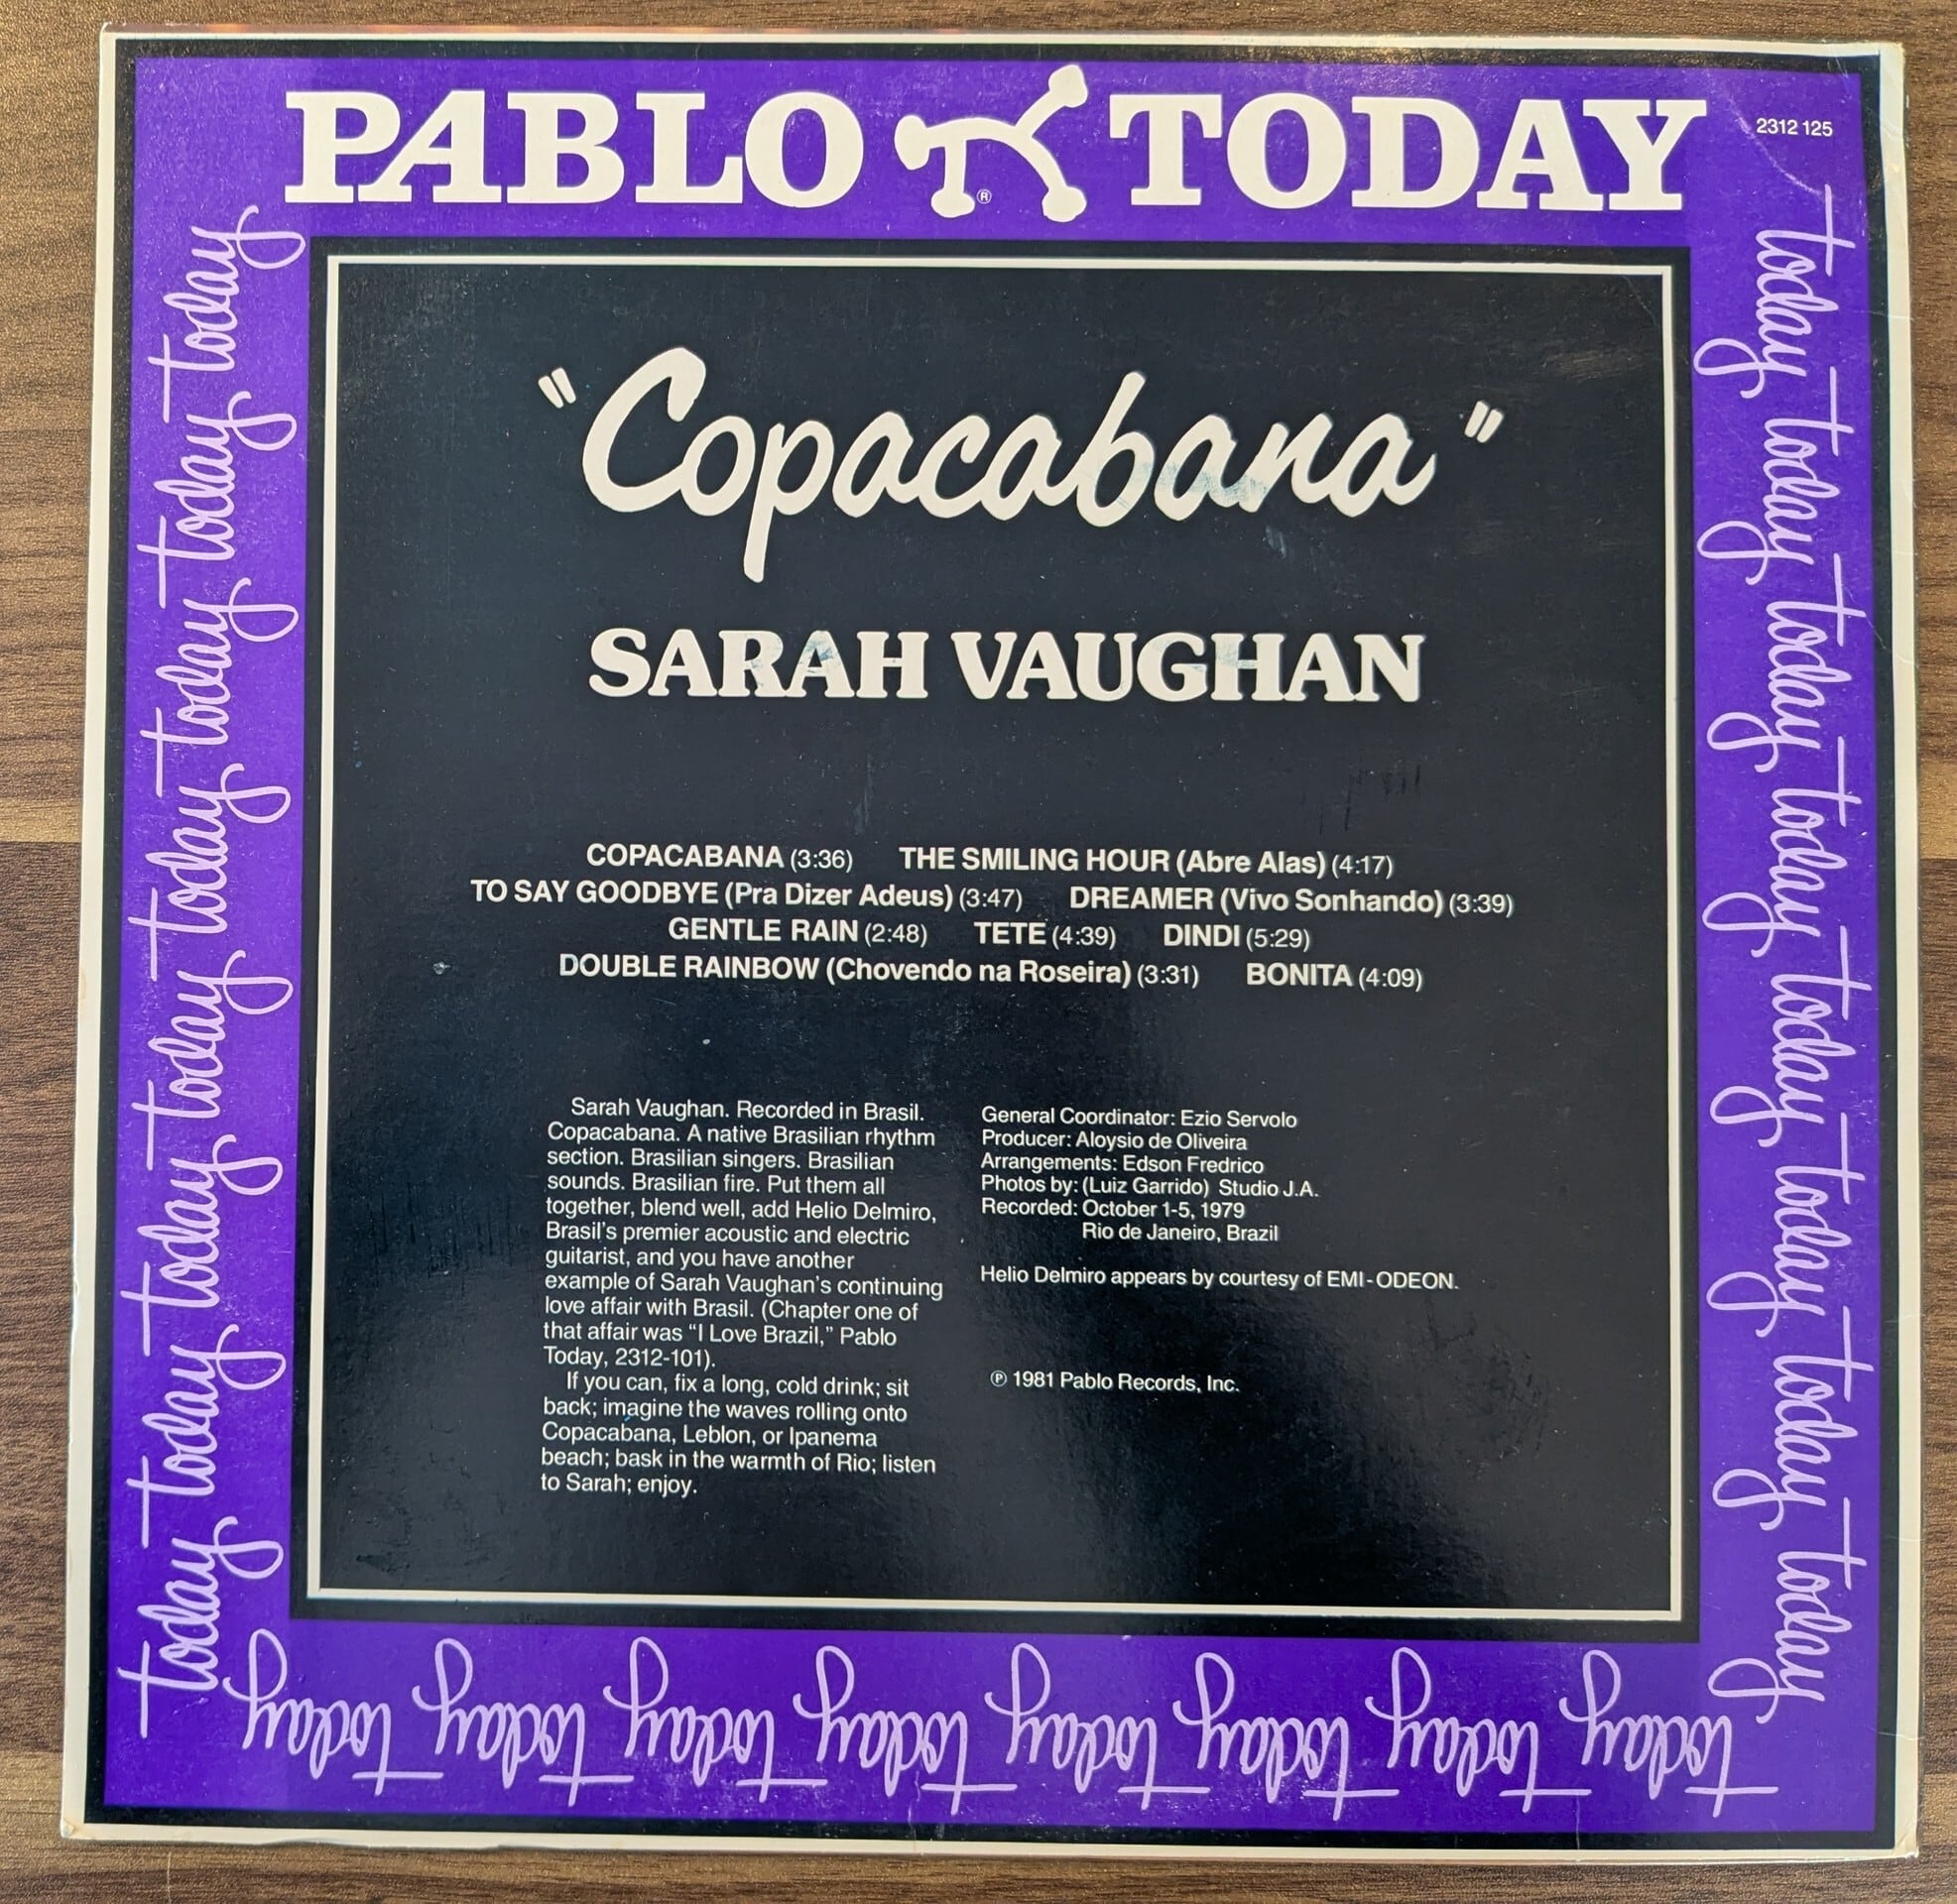 PABLO TODAY
®
2312 125
"Copacabana"
SARAH VAUGHAN
COPACABANA (3:36) THE SMILING HOUR (Abre Alas) (4:17)
TO SAY GOODBYE (Pra Dizer Adeus) (3:47) DREAMER (Vivo Sonhando) (3:39)
GENTLE RAIN (2:48) TETE (4:39) DINDI (5:29)
DOUBLE RAINBOW (Chovendo na Roseira) (3:31) BONITA (4:09)
Sarah Vaughan. Recorded in Brasil.
Copacabana. A native Brasilian rhythm
section. Brasilian singers. Brasilian
sounds. Brasilian fire. Put them all
together, blend well, add Helio Delmiro,
Brasil's premier acoustic and electric
guitarist, and you have another
example of Sarah Vaughan's continuing
love affair with Brasil. (Chapter one of
that affair was “I Love Brazil,” Pablo
Today, 2312-101).
If you can, fix a long, cold drink; sit
back; imagine the waves rolling onto
Copacabana, Leblon, or Ipanema
beach; bask in the warmth of Rio; listen
to Sarah; enjoy.
General Coordinator: Ezio Servolo
Producer: Aloysio de Oliveira
Arrangements: Edson Fredrico
Photos by: (Luiz Garrido) Studio J.A.
Recorded: October 1-5, 1979
Rio de Janeiro, Brazil
Helio Delmiro appears by courtesy of EMI-ODEON.
℗ 1981 Pablo Records, Inc.
today today today today today today today today
today today today today today today today today
today today today today today today today today